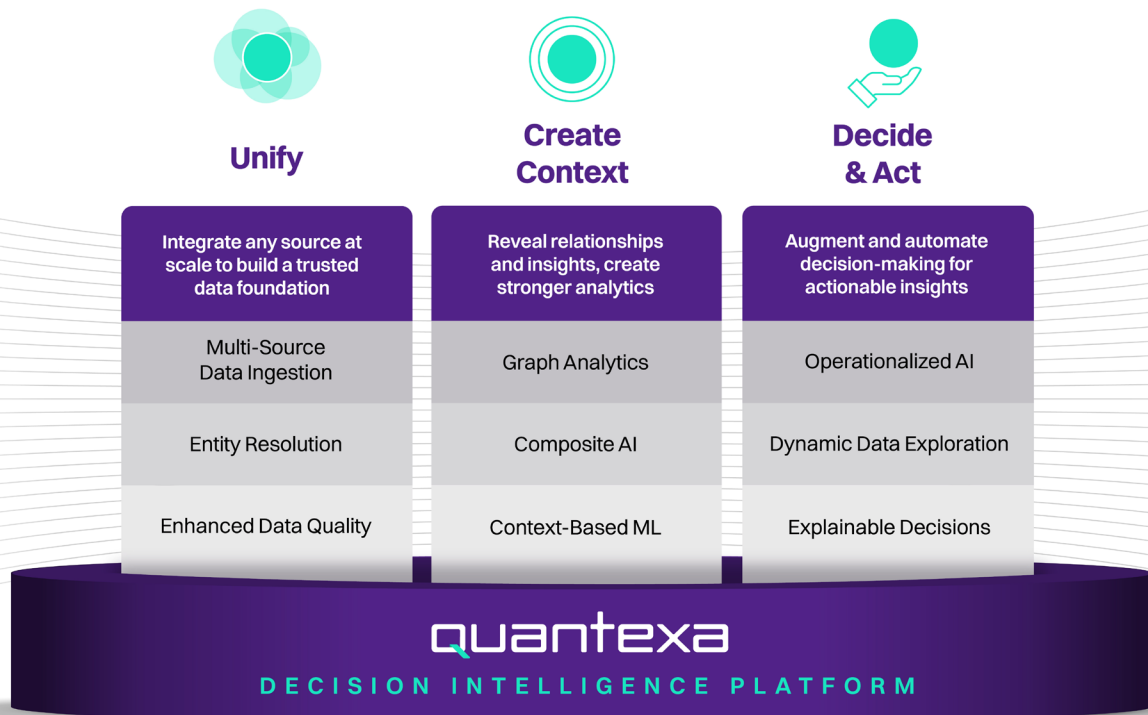 Unify
Create
Context
Decide
& Act
Integrate any source at
scale to build a trusted
data foundation
Reveal relationships
and insights, create
stronger analytics
Augment and automate
decision-making for
actionable insights
Multi-Source
Data Ingestion
Graph Analytics
Operationalized AI
Entity Resolution
Composite AI
Dynamic Data Exploration
Enhanced Data Quality
Context-Based ML
Explainable Decisions
quantexa
DECISION INTELLIGENCE PLATFORM